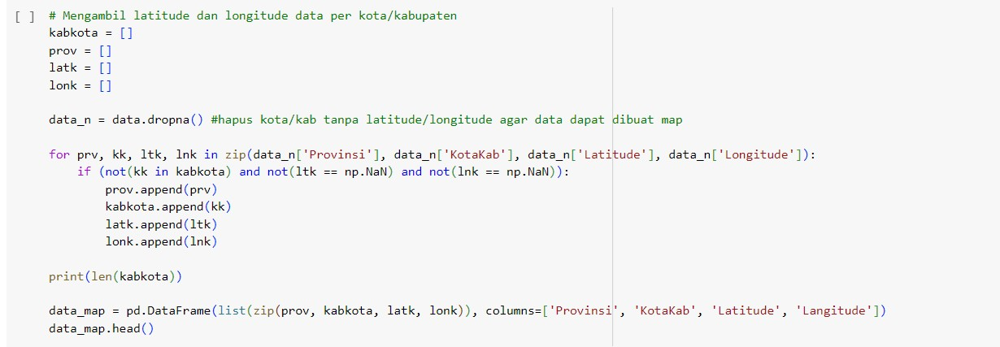 [ ] # Mengambil latitude dan longitude data per kota/kabupaten
kabkota = []
prov = []
latk = []
lonk = []
data_n = data.dropna() #hapus kota/kab tanpa latitude/longitude agar data dapat dibuat map
for prv, kk, ltk, lnk in zip(data_n['Provinsi'], data_n['KotaKab'], data_n['Latitude'], data_n['Longitude']):
    if (not(kk in kabkota) and not(ltk == np.NaN) and not(lnk == np.NaN)):
        prov.append(prv)
        kabkota.append(kk)
        latk.append(ltk)
        lonk.append(lnk)
print(len(kabkota))
data_map = pd.DataFrame(list(zip(prov, kabkota, latk, lonk)), columns=['Provinsi', 'KotaKab', 'Latitude', 'Langitude'])
data_map.head()